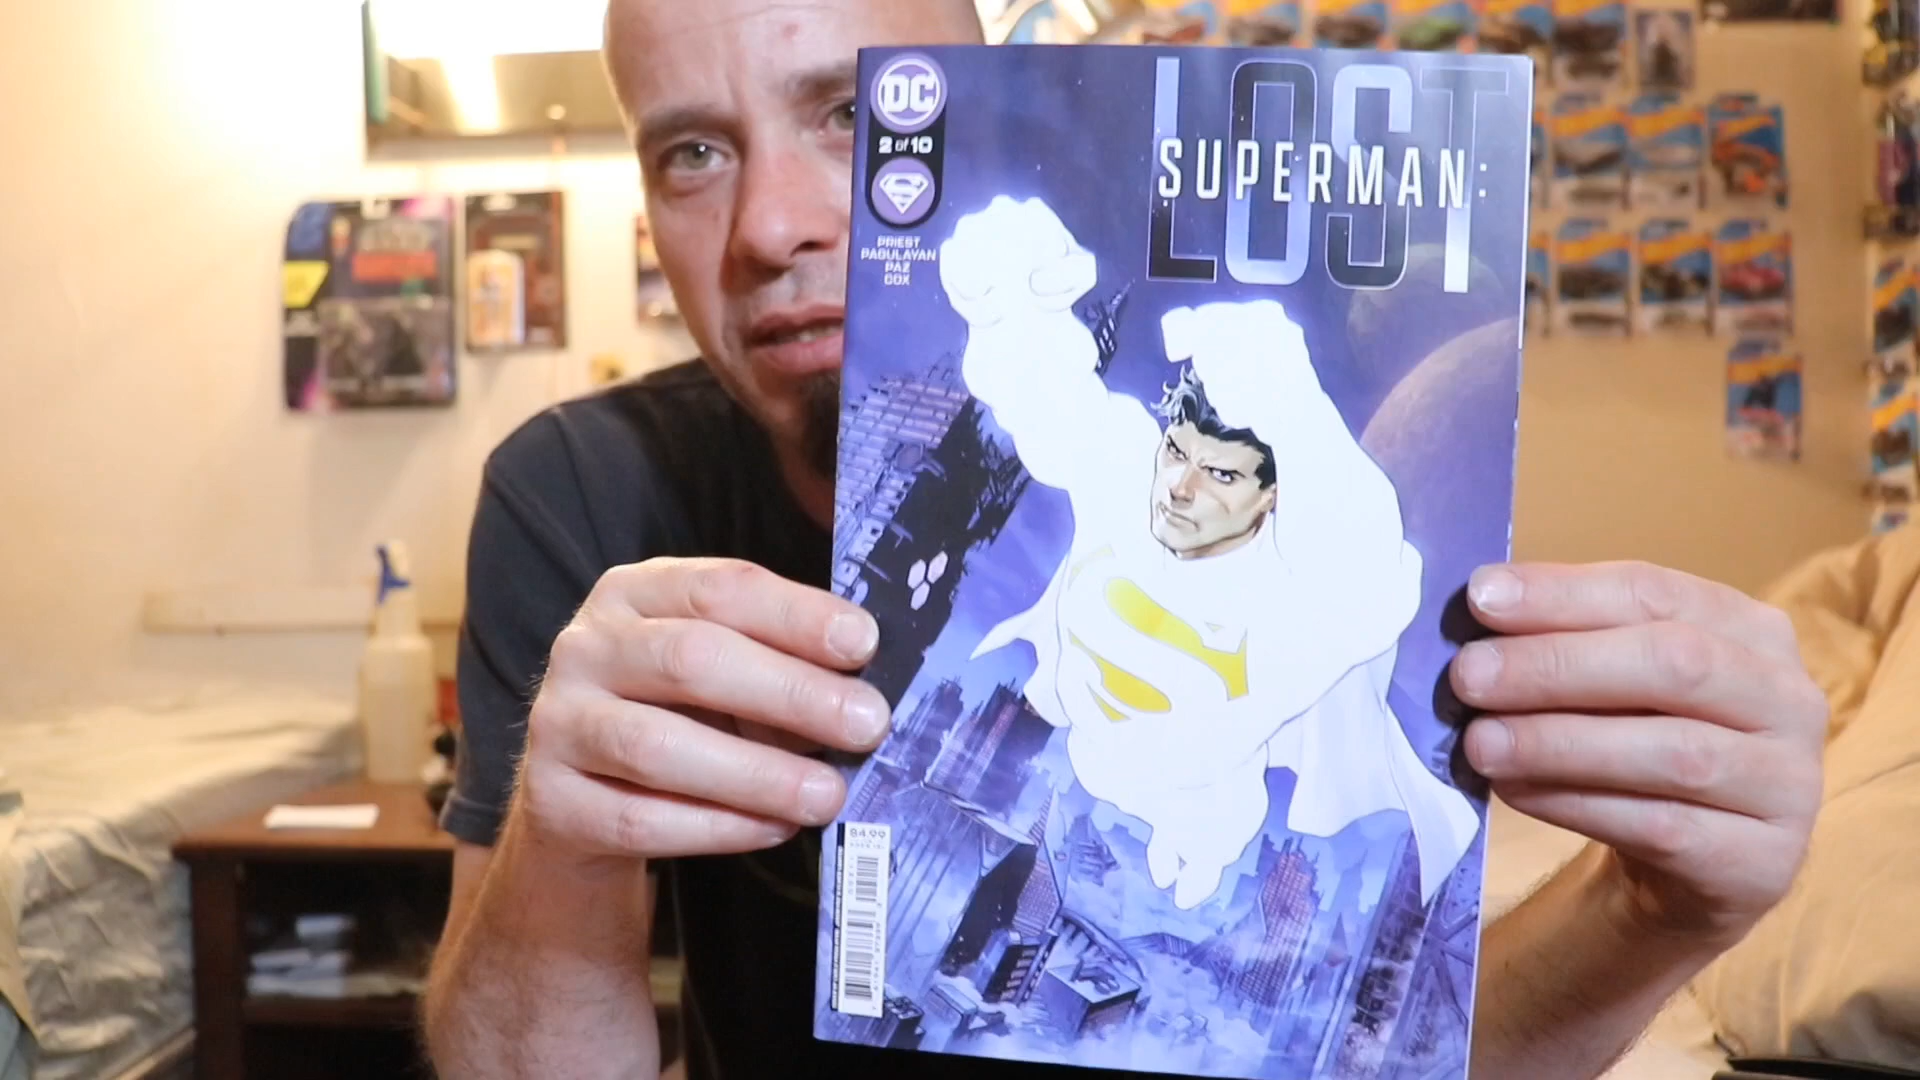 DC
LOST
2 of 10
SUPERMAN:
S
PRIEST
PAGULAYAN
PAZ
COX
S
$4.99